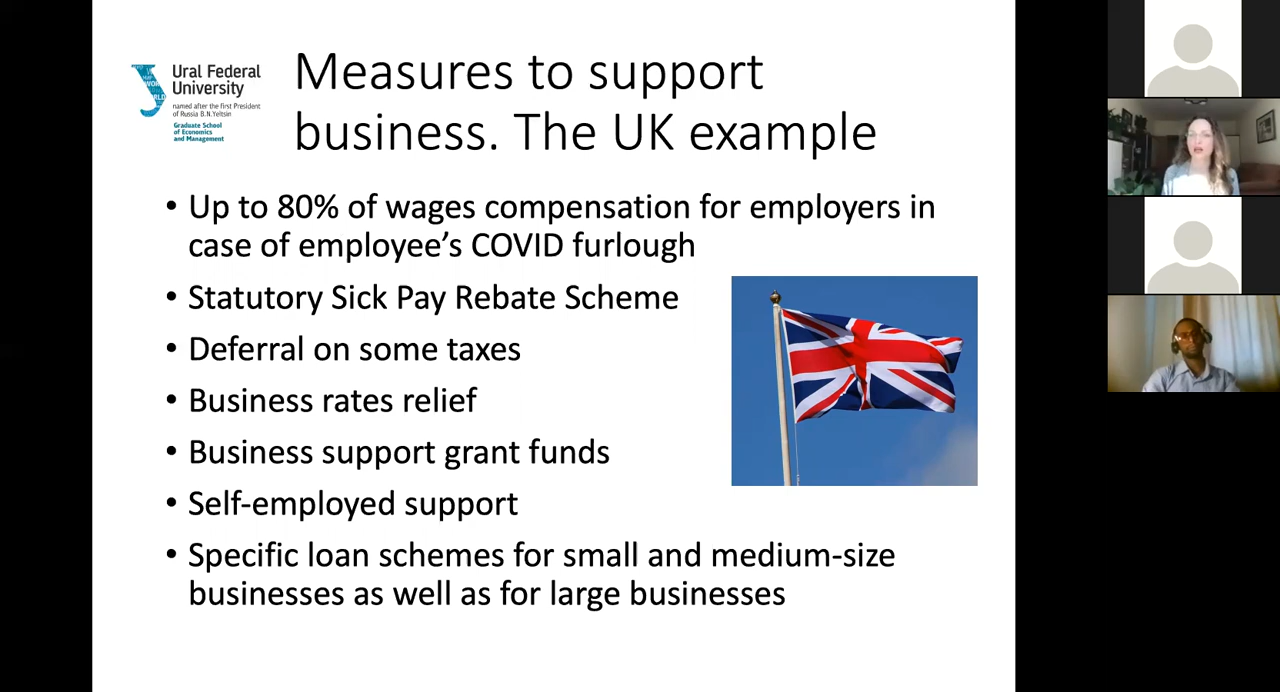 Ural Federal
University
named after the first President
of Russia B.N.Yeltsin
Graduate School
of Economics
and Management
Measures to support
business. The UK example
• Up to 80% of wages compensation for employers in
case of employee’s COVID furlough
• Statutory Sick Pay Rebate Scheme
• Deferral on some taxes
• Business rates relief
• Business support grant funds
• Self-employed support
• Specific loan schemes for small and medium-size
businesses as well as for large businesses